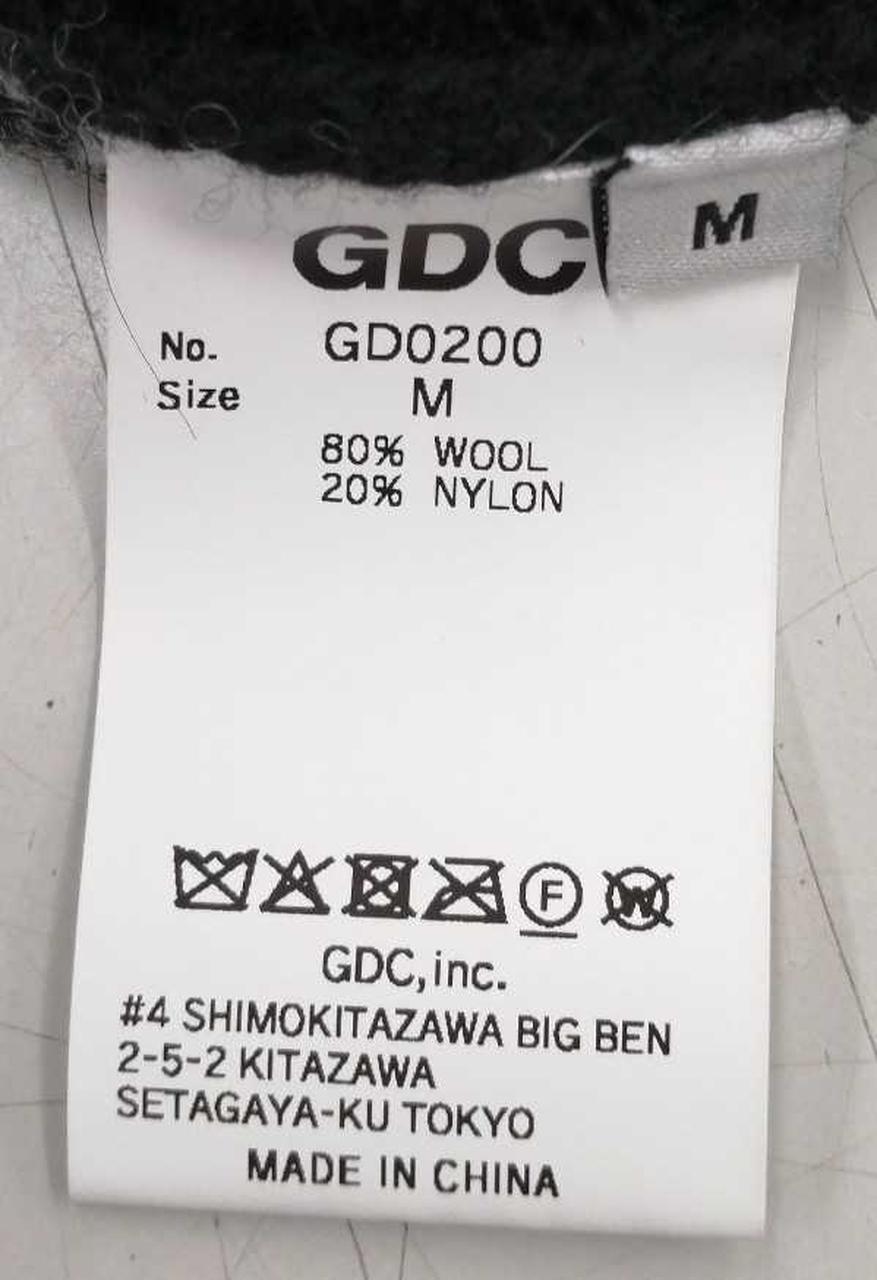 GDC
M
No. GD0200
Size M
80% WOOL
20% NYLON
F W
GDC,inc.
#4 SHIMOKITAZAWA BIG BEN
2-5-2 KITAZAWA
SETAGAYA-KU TOKYO
MADE IN CHINA